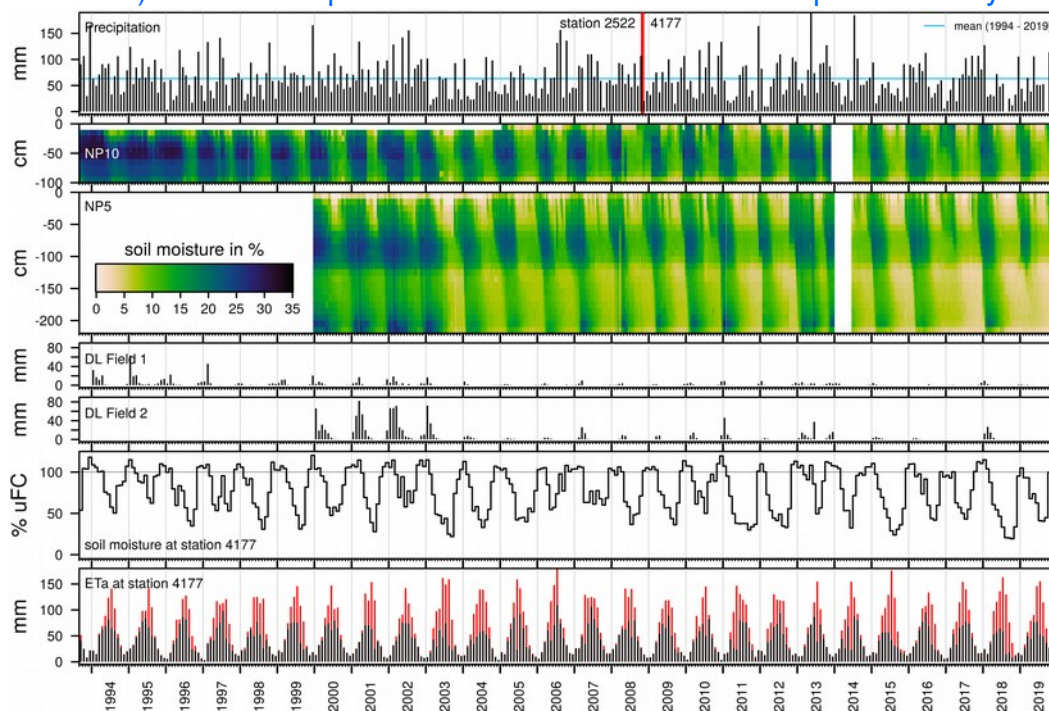 Precipitation
station 2522 4177
mean (1994 - 2019)
mm
150
100
50
0
NP10
cm
0
-50
-100
NP5
cm
0
-50
-100
-150
-200
soil moisture in %
0 5 10 15 20 25 30 35
DL Field 1
mm
80
40
0
DL Field 2
mm
80
40
0
% uFC
100
50
0
soil moisture at station 4177
ETa at station 4177
mm
150
100
50
0
1994 1995 1996 1997 1998 1999 2000 2001 2002 2003 2004 2005 2006 2007 2008 2009 2010 2011 2012 2013 2014 2015 2016 2017 2018 2019